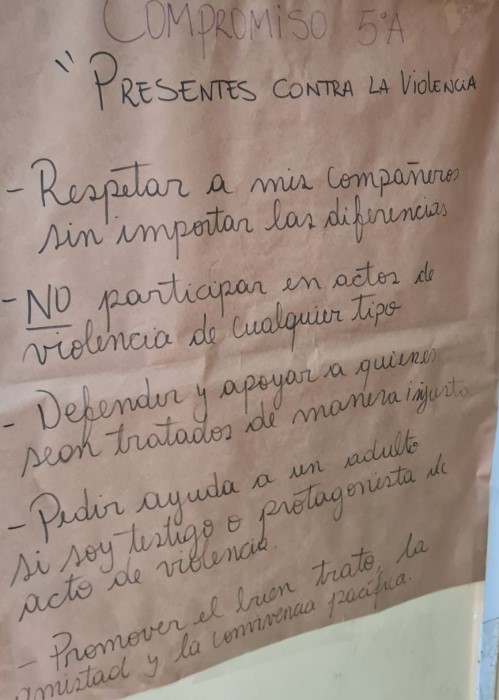 COMPROMISO 5°A
"PRESENTES CONTRA LA VIOLENCIA
- Respetar a mis compañeros
sin importar las diferencias
- NO participar en actos de
violencia de cualquier tipo
- Defender y apoyar a quienes
sean tratados de manera injusta
- Pedir ayuda a un adulto
si soy testigo o protagonista de
acto de violencia.
- Promover el buen trato, la
amistad y la convivencia pacífica.